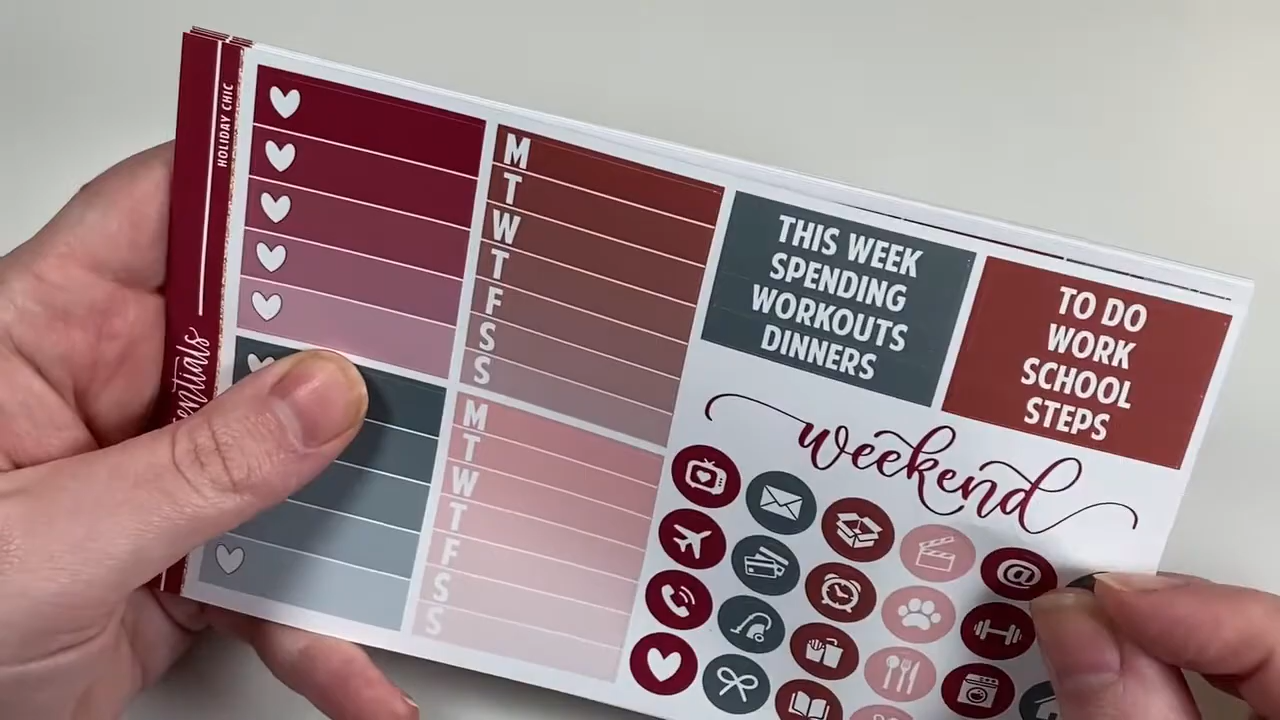 HOLIDAY CHIC
M
T
W
T
F
S
S
M
T
W
T
F
S
S
THIS WEEK
SPENDING
WORKOUTS
DINNERS
TO DO
WORK
SCHOOL
STEPS
weekend
@